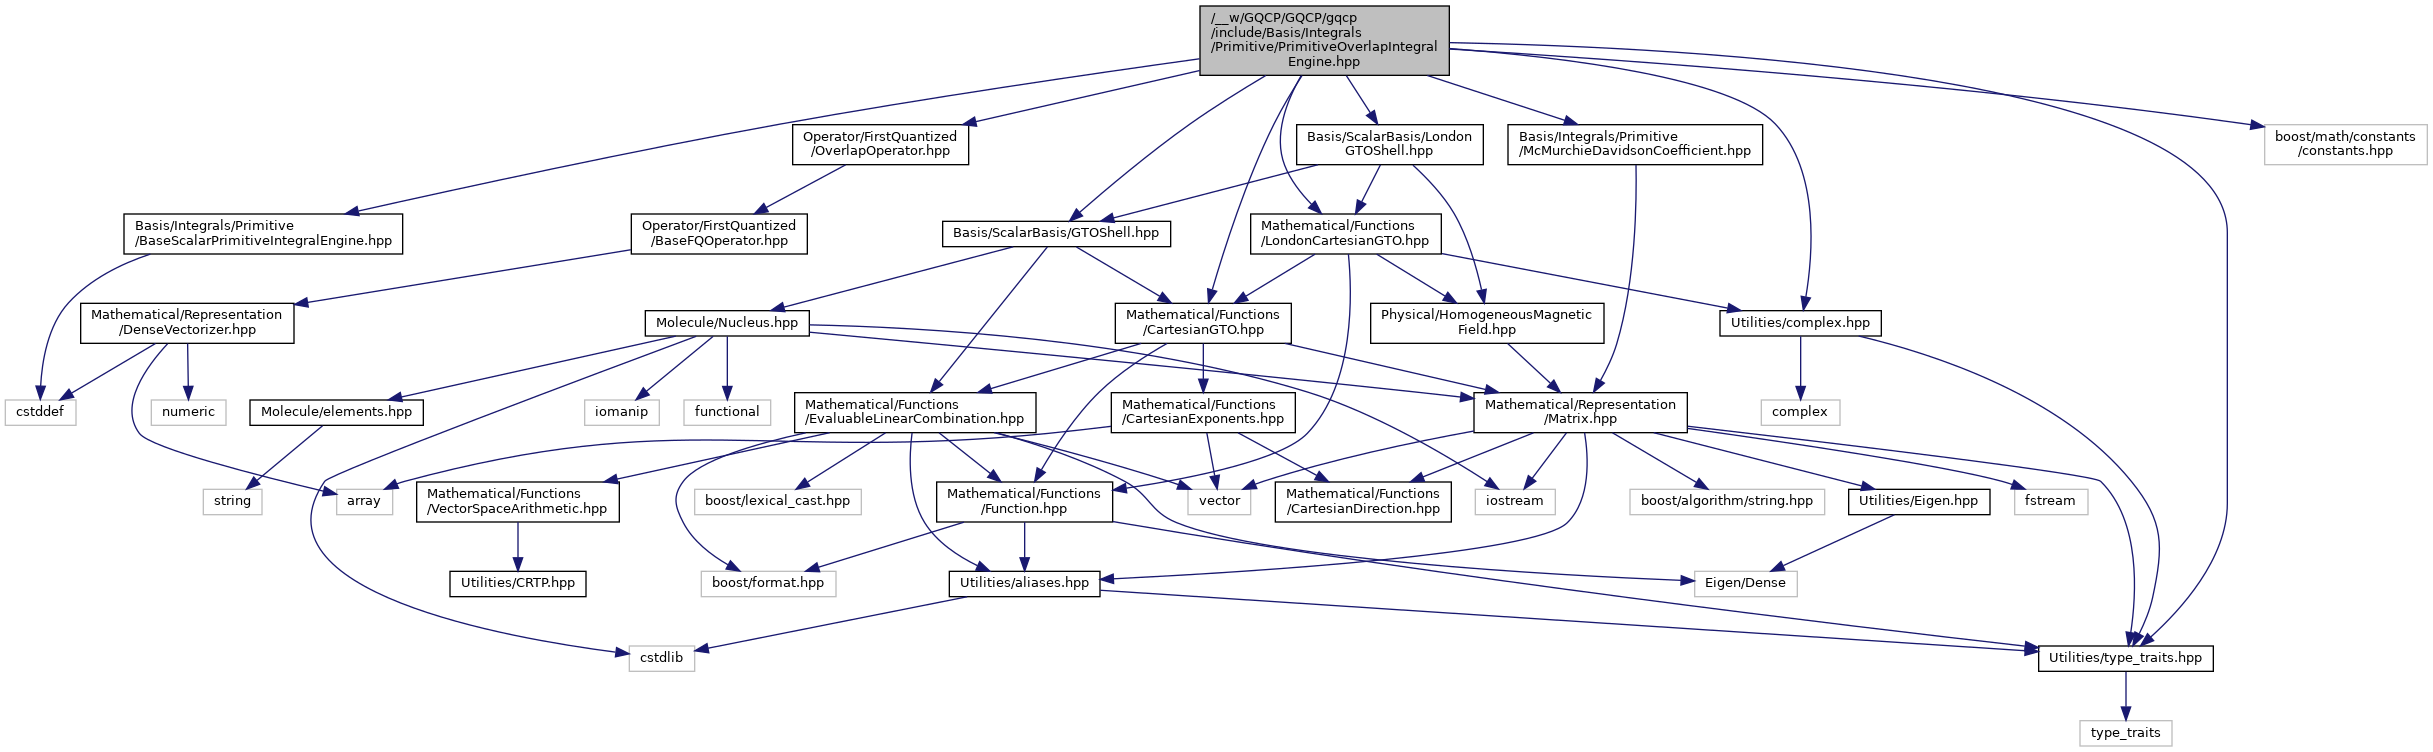 /__w/GQCP/GQCP/gqcp
/include/Basis/Integrals
/Primitive/PrimitiveOverlapIntegral
Engine.hpp
Operator/FirstQuantized
/OverlapOperator.hpp
Basis/ScalarBasis/London
GTOShell.hpp
Basis/Integrals/Primitive
/McMurchieDavidsonCoefficient.hpp
boost/math/constants
/constants.hpp
Basis/Integrals/Primitive
/BaseScalarPrimitiveIntegralEngine.hpp
Operator/FirstQuantized
/BaseFQOperator.hpp
Basis/ScalarBasis/GTOShell.hpp
Mathematical/Functions
/LondonCartesianGTO.hpp
Mathematical/Representation
/DenseVectorizer.hpp
Molecule/Nucleus.hpp
Mathematical/Functions
/CartesianGTO.hpp
Physical/HomogeneousMagnetic
Field.hpp
Utilities/complex.hpp
cstddef
numeric
Molecule/elements.hpp
iomanip
functional
Mathematical/Functions
/EvaluableLinearCombination.hpp
Mathematical/Functions
/CartesianExponents.hpp
Mathematical/Representation
/Matrix.hpp
complex
string
array
Mathematical/Functions
/VectorSpaceArithmetic.hpp
boost/lexical_cast.hpp
Mathematical/Functions
/Function.hpp
vector
Mathematical/Functions
/CartesianDirection.hpp
iostream
boost/algorithm/string.hpp
Utilities/Eigen.hpp
fstream
Utilities/CRTP.hpp
boost/format.hpp
Utilities/aliases.hpp
Eigen/Dense
cstdlib
Utilities/type_traits.hpp
type_traits